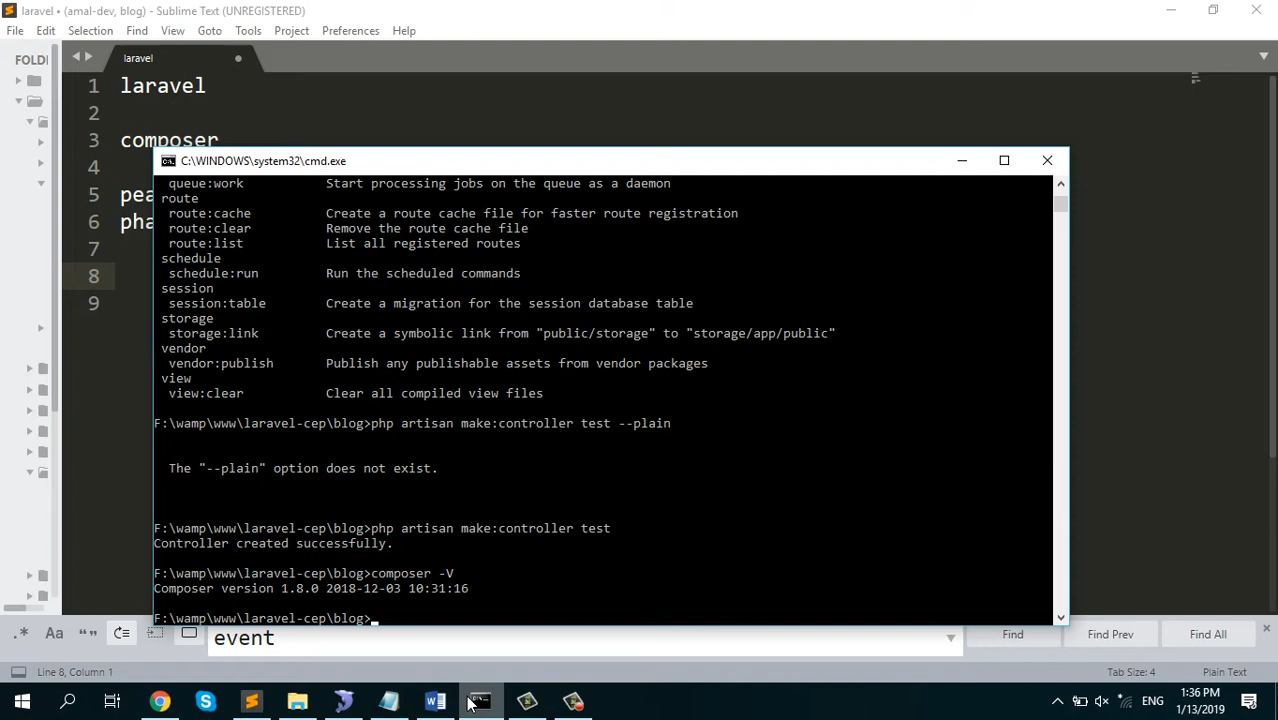 laravel • (amal-dev, blog) - Sublime Text (UNREGISTERED)
File Edit Selection Find View Goto Tools Project Preferences Help
FOLD
laravel
1 laravel
2
3 composer
4
5 pea
6 pha
7
8
9
C:\WINDOWS\system32\cmd.exe
queue:work Start processing jobs on the queue as a daemon
route
route:cache Create a route cache file for faster route registration
route:clear Remove the route cache file
route:list List all registered routes
schedule
schedule:run Run the scheduled commands
session
session:table Create a migration for the session database table
storage
storage:link Create a symbolic link from "public/storage" to "storage/app/public"
vendor
vendor:publish Publish any publishable assets from vendor packages
view
view:clear Clear all compiled view files
F:\wamp\www\laravel-cep\blog>php artisan make:controller test --plain
The "--plain" option does not exist.
F:\wamp\www\laravel-cep\blog>php artisan make:controller test
Controller created successfully.
F:\wamp\www\laravel-cep\blog>composer -V
Composer version 1.8.0 2018-12-03 10:31:16
F:\wamp\www\laravel-cep\blog>
.* Aa “” event Find Find Prev Find All
Line 8, Column 1 Tab Size: 4 Plain Text
ENG 1:36 PM
1/13/2019